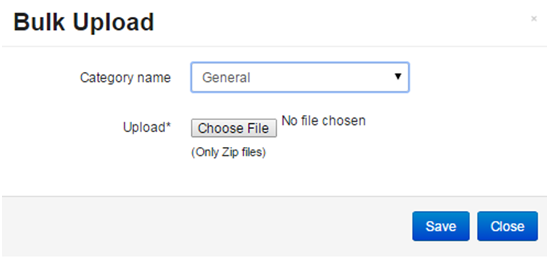 Bulk Upload ×
Category name General
Upload* Choose File No file chosen
(Only Zip files)
Save Close